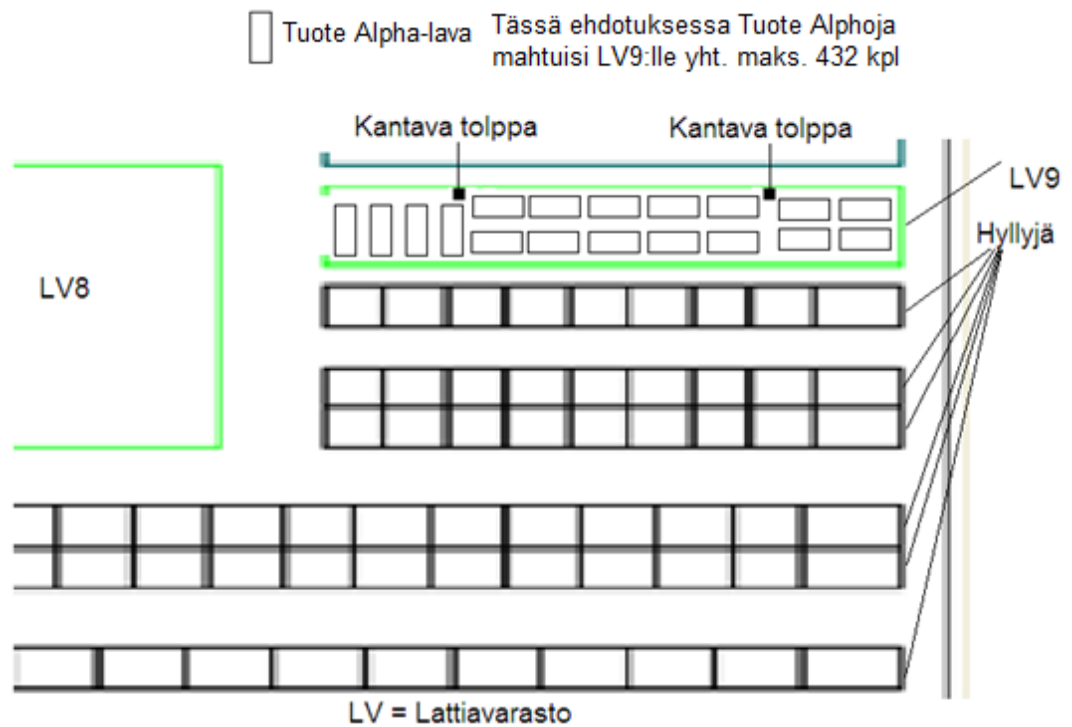 Tuote Alpha-lava
Tässä ehdotuksessa Tuote Alphoja
mahtuisi LV9:lle yht. maks. 432 kpl
Kantava tolppa
Kantava tolppa
LV9
Hyllyjä
LV8
LV = Lattiavarasto